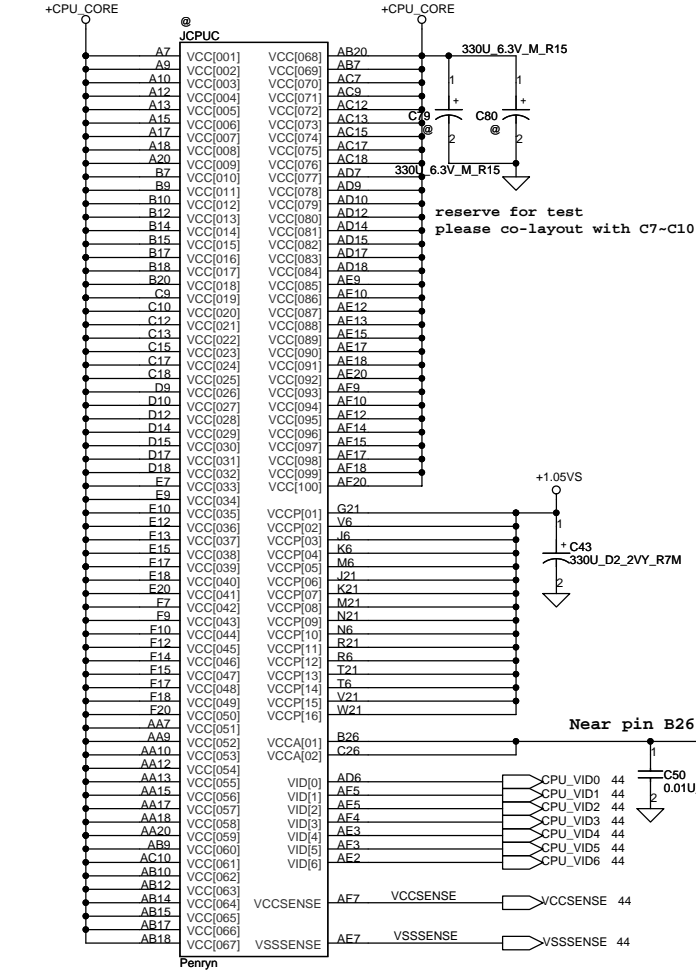 +CPU_CORE
+CPU_CORE
@
JCPUC
A7 VCC[001] VCC[068] AB20
A9 VCC[002] VCC[069] AB7
A10 VCC[003] VCC[070] AC7
A12 VCC[004] VCC[071] AC9
A13 VCC[005] VCC[072] AC12
A15 VCC[006] VCC[073] AC13
A17 VCC[007] VCC[074] AC15
A18 VCC[008] VCC[075] AC17
A20 VCC[009] VCC[076] AC18
B7 VCC[010] VCC[077] AD7
B9 VCC[011] VCC[078] AD9
B10 VCC[012] VCC[079] AD10
B12 VCC[013] VCC[080] AD12
B14 VCC[014] VCC[081] AD14
B15 VCC[015] VCC[082] AD15
B17 VCC[016] VCC[083] AD17
B18 VCC[017] VCC[084] AD18
B20 VCC[018] VCC[085] AE9
C9 VCC[019] VCC[086] AE10
C10 VCC[020] VCC[087] AE12
C12 VCC[021] VCC[088] AE13
C13 VCC[022] VCC[089] AE15
C15 VCC[023] VCC[090] AE17
C17 VCC[024] VCC[091] AE18
C18 VCC[025] VCC[092] AE20
D9 VCC[026] VCC[093] AF9
D10 VCC[027] VCC[094] AF10
D12 VCC[028] VCC[095] AF12
D14 VCC[029] VCC[096] AF14
D15 VCC[030] VCC[097] AF15
D17 VCC[031] VCC[098] AF17
D18 VCC[032] VCC[099] AF18
E7 VCC[033] VCC[100] AF20
E9 VCC[034]
E10 VCC[035] VCCP[01] G21
E12 VCC[036] VCCP[02] V6
E13 VCC[037] VCCP[03] J6
E15 VCC[038] VCCP[04] K6
E17 VCC[039] VCCP[05] M6
E18 VCC[040] VCCP[06] J21
E20 VCC[041] VCCP[07] K21
F7 VCC[042] VCCP[08] M21
F9 VCC[043] VCCP[09] N21
F10 VCC[044] VCCP[10] N6
F12 VCC[045] VCCP[11] R21
F14 VCC[046] VCCP[12] R6
F15 VCC[047] VCCP[13] T21
F17 VCC[048] VCCP[14] T6
F18 VCC[049] VCCP[15] V21
F20 VCC[050] VCCP[16] W21
AA7 VCC[051]
AA9 VCC[052] VCCA[01] B26
AA10 VCC[053] VCCA[02] C26
AA12 VCC[054]
AA13 VCC[055] VID[0] AD6 CPU_VID0 44
AA15 VCC[056] VID[1] AF5 CPU_VID1 44
AA17 VCC[057] VID[2] AE5 CPU_VID2 44
AA18 VCC[058] VID[3] AF4 CPU_VID3 44
AA20 VCC[059] VID[4] AE3 CPU_VID4 44
AB9 VCC[060] VID[5] AF3 CPU_VID5 44
AC10 VCC[061] VID[6] AE2 CPU_VID6 44
AB10 VCC[062]
AB12 VCC[063]
AB14 VCC[064] VCCSENSE AF7 VCCSENSE VCCSENSE 44
AB15 VCC[065]
AB17 VCC[066]
AB18 VCC[067] VSSSENSE AE7 VSSSENSE VSSSENSE 44
Penryn
330U_6.3V_M_R15
1 1
+ +
C79 C80
@ @
2 2
330U_6.3V_M_R15
reserve for test
please co-layout with C7~C10
+1.05VS
1
+ C43
330U_D2_2VY_R7M
2
Near pin B26
1
C50
0.01U
2